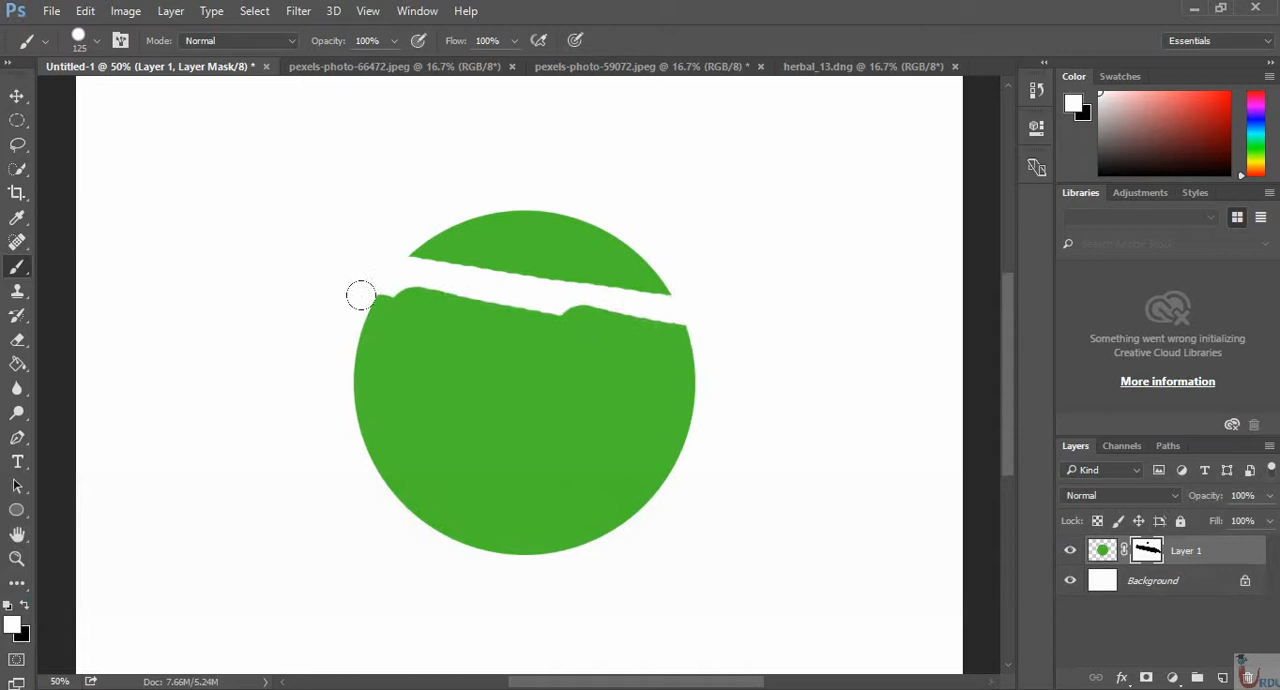 Ps File Edit Image Layer Type Select Filter 3D View Window Help
125 Mode: Normal Opacity: 100% Flow: 100% Essentials
Untitled-1 @ 50% (Layer 1, Layer Mask/8) * × pexels-photo-66472.jpeg @ 16.7% (RGB/8*) × pexels-photo-59072.jpeg @ 16.7% (RGB/8) * × herbal_13.dng @ 16.7% (RGB/8*) ×
Color Swatches
Libraries Adjustments Styles
Search Adobe Stock
Something went wrong initializing
Creative Cloud Libraries
More information
Layers Channels Paths
Kind
Normal Opacity: 100%
Lock: Fill: 100%
Layer 1
Background
50% Doc: 7.66M/5.24M
URDU